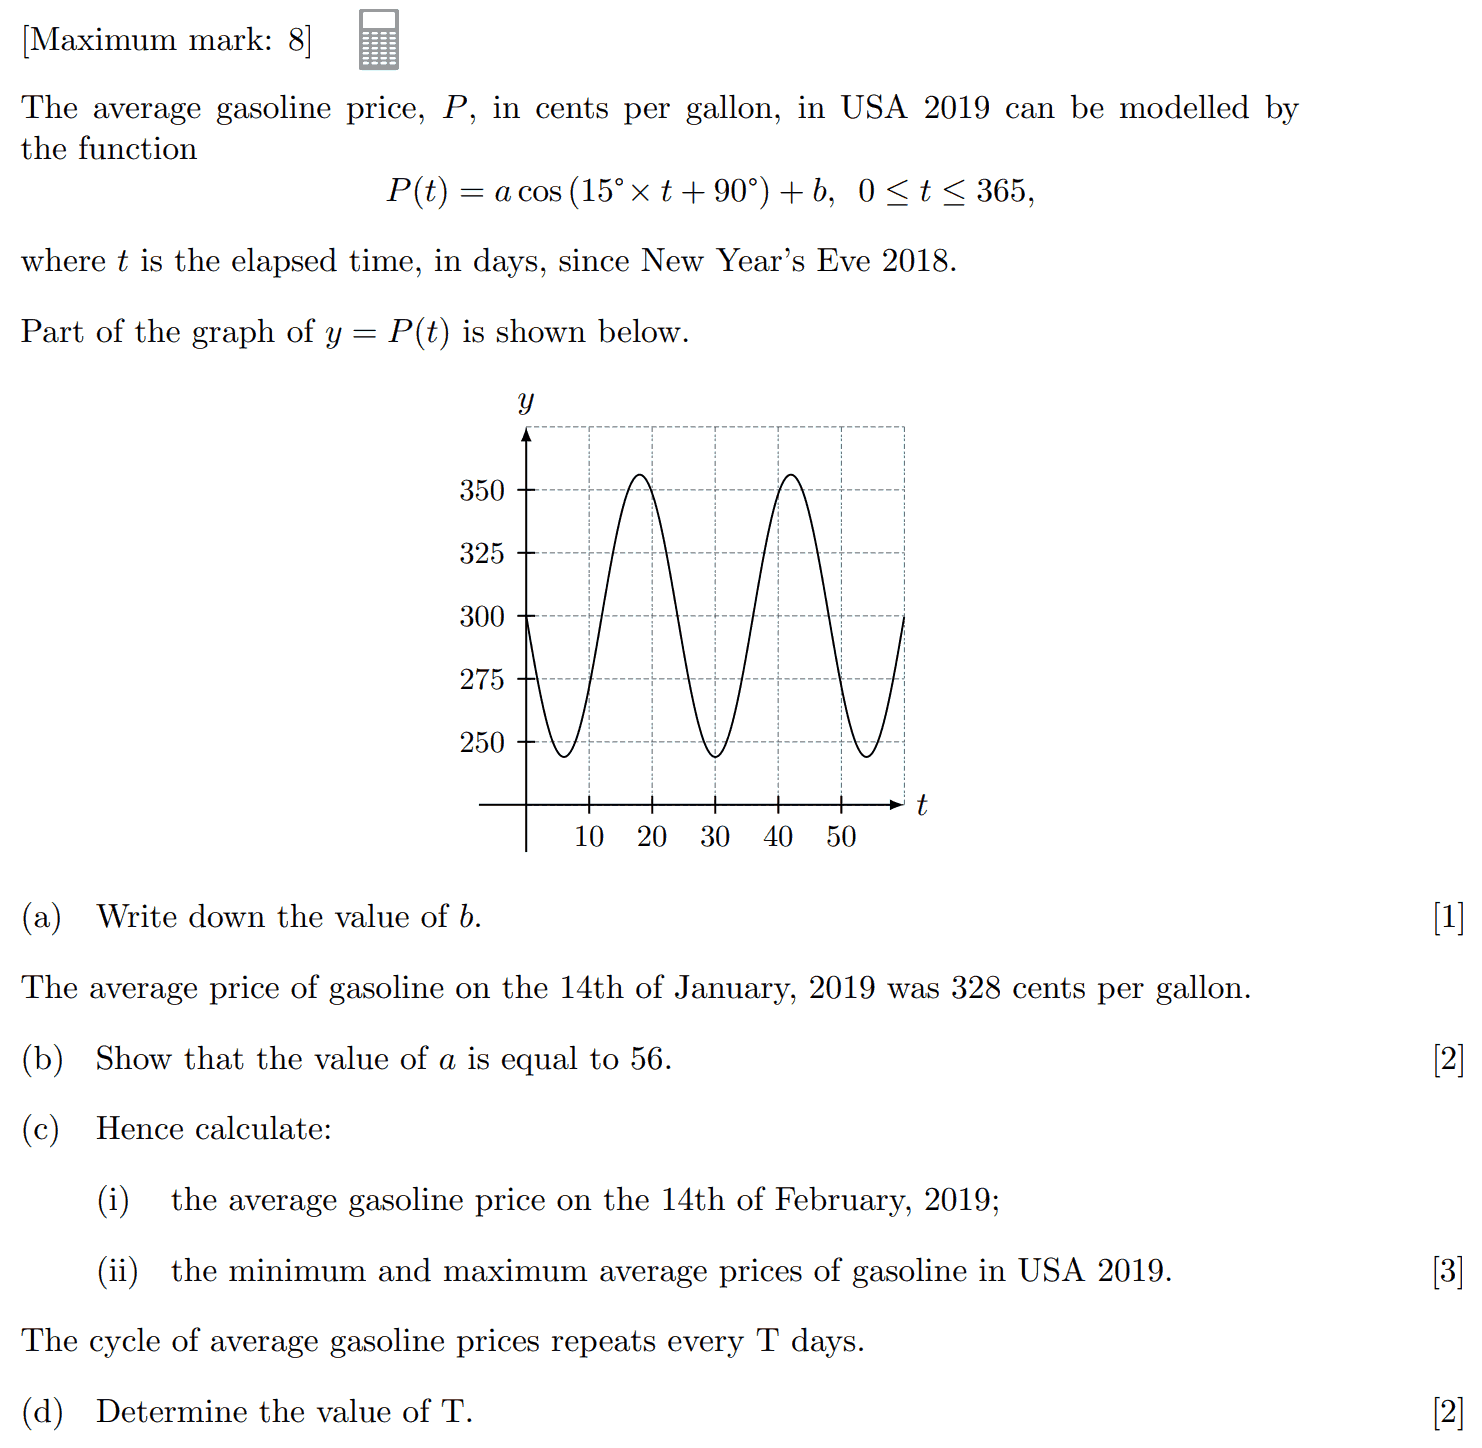 [Maximum mark: 8]
The average gasoline price, P, in cents per gallon, in USA 2019 can be modelled by
the function
P(t) = a cos (15° × t + 90°) + b, 0 ≤ t ≤ 365,
where t is the elapsed time, in days, since New Year's Eve 2018.
Part of the graph of y = P(t) is shown below.
y
350
325
300
275
250
t
10 20 30 40 50
(a) Write down the value of b. [1]
The average price of gasoline on the 14th of January, 2019 was 328 cents per gallon.
(b) Show that the value of a is equal to 56. [2]
(c) Hence calculate:
(i) the average gasoline price on the 14th of February, 2019;
(ii) the minimum and maximum average prices of gasoline in USA 2019. [3]
The cycle of average gasoline prices repeats every T days.
(d) Determine the value of T. [2]